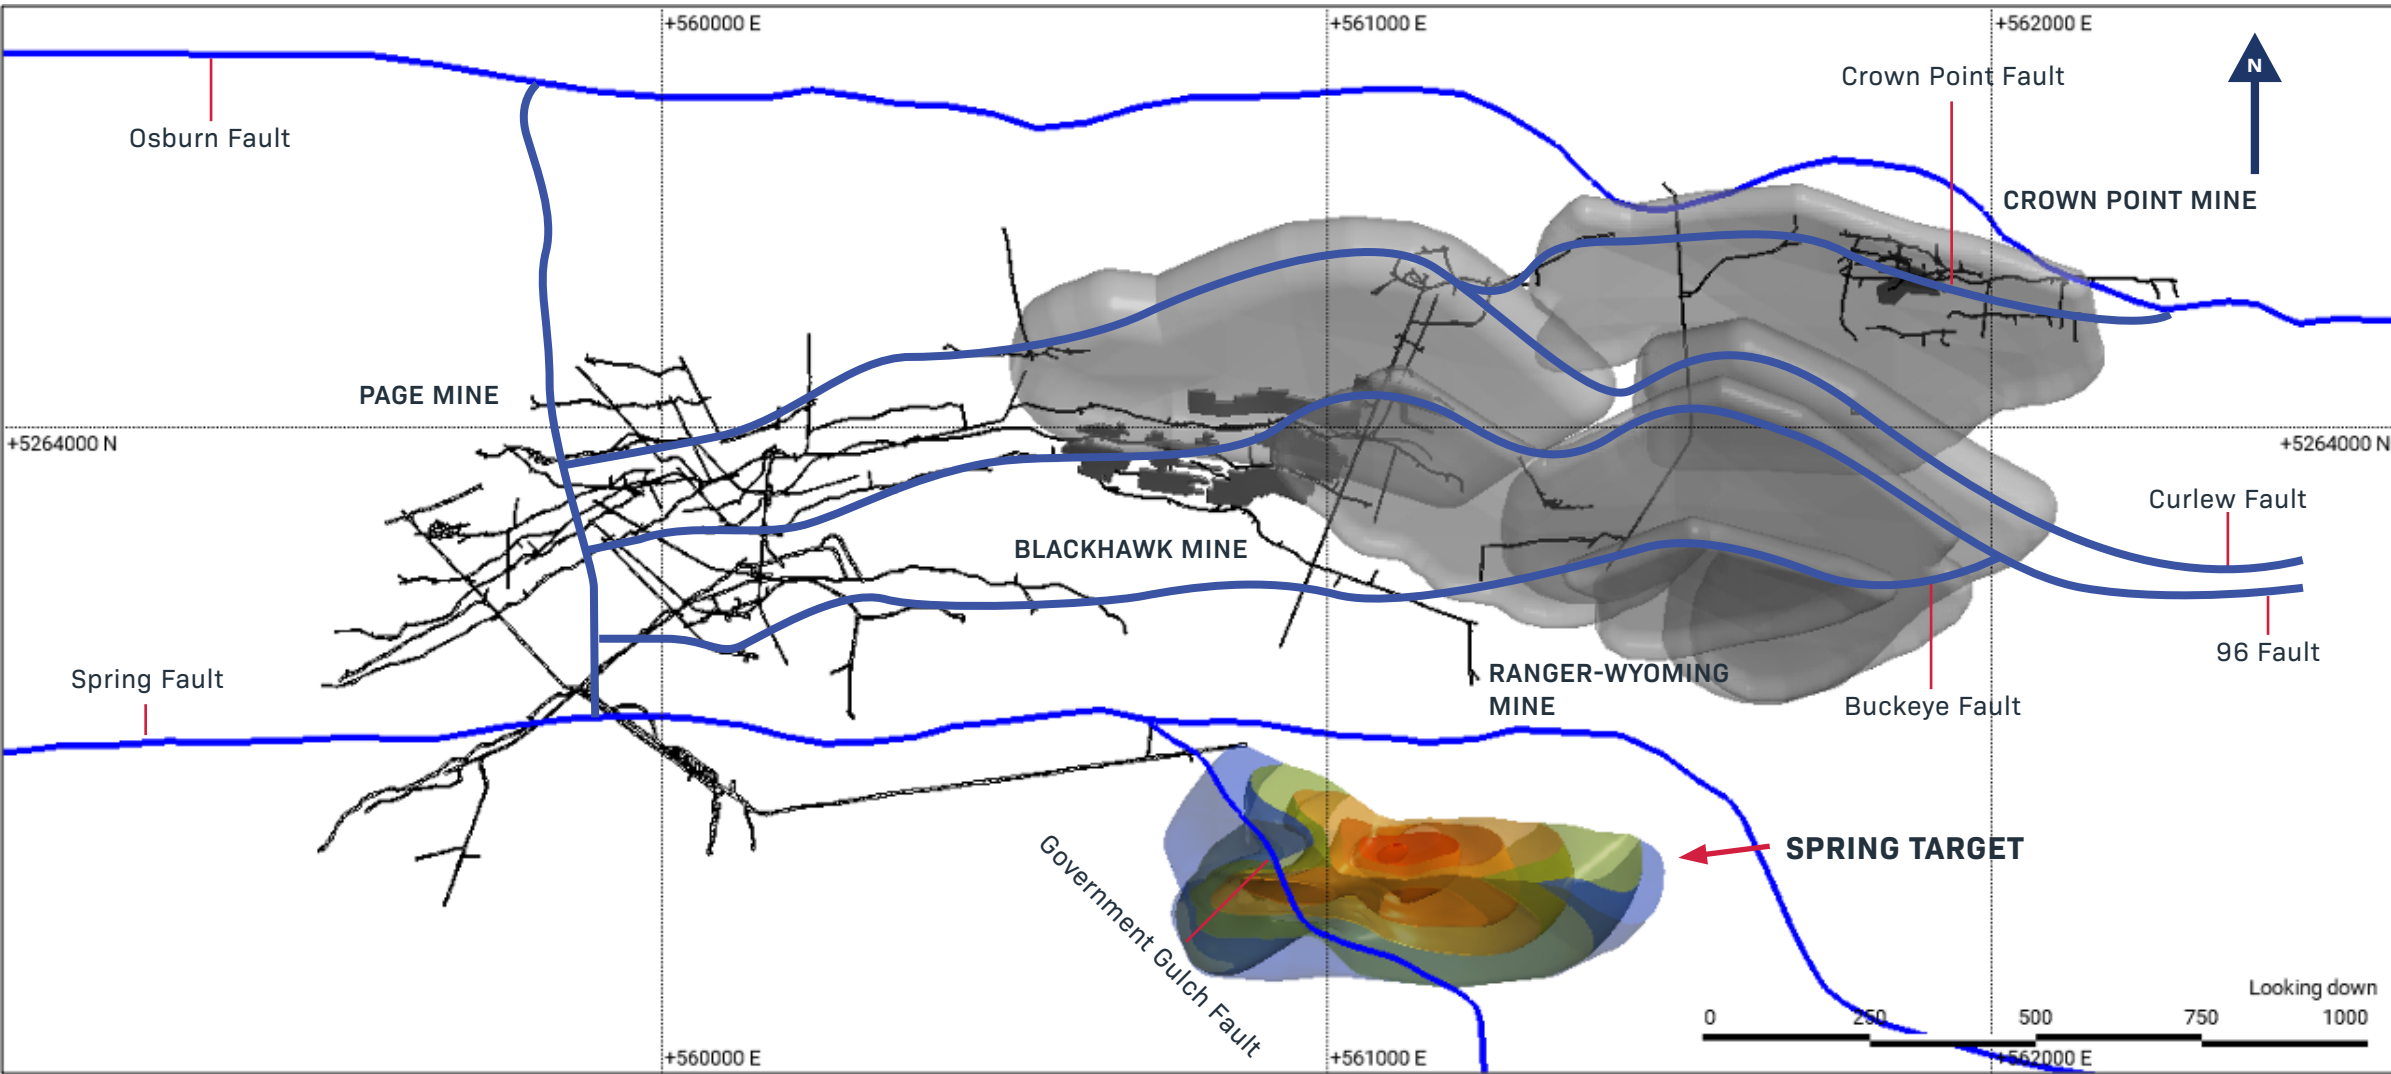 +560000 E
+561000 E
+562000 E
N
Crown Point Fault
Osburn Fault
CROWN POINT MINE
PAGE MINE
+5264000 N
+5264000 N
Curlew Fault
BLACKHAWK MINE
96 Fault
Spring Fault
RANGER-WYOMING
MINE
Buckeye Fault
SPRING TARGET
Government Gulch Fault
Looking down
0 250 500 750 1000
+560000 E
+561000 E
+562000 E